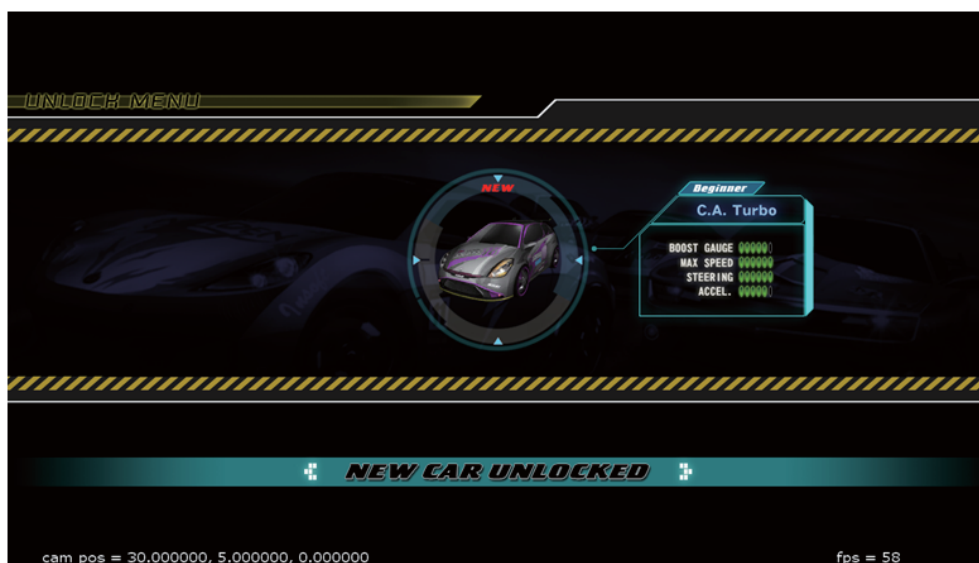 UNLOCK MENU
NEW
Beginner
C.A. Turbo
BOOST GAUGE
MAX SPEED
STEERING
ACCEL.
NEW CAR UNLOCKED
cam pos = 30.000000, 5.000000, 0.000000
fps = 58